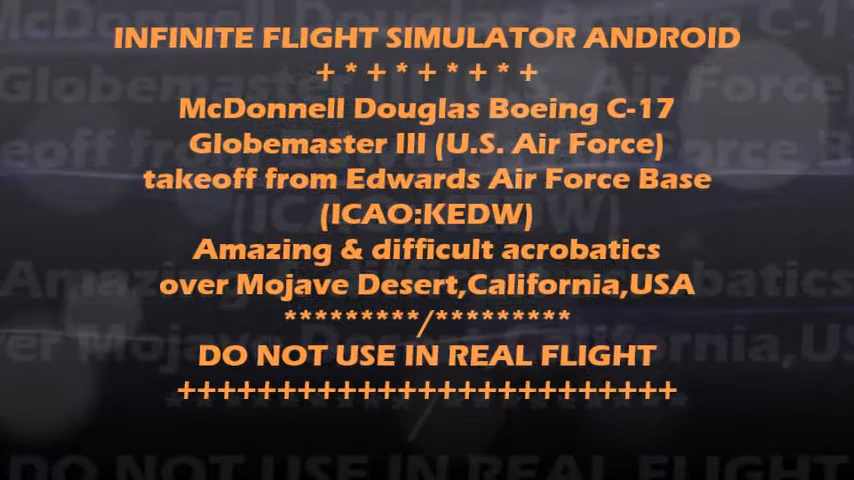 INFINITE FLIGHT SIMULATOR ANDROID
+ * + * + * + * +
McDonnell Douglas Boeing C-17
Globemaster III (U.S. Air Force)
takeoff from Edwards Air Force Base
(ICAO:KEDW)
Amazing & difficult acrobatics
over Mojave Desert,California,USA
*********/*********
DO NOT USE IN REAL FLIGHT
++++++++++++++++++++++++++